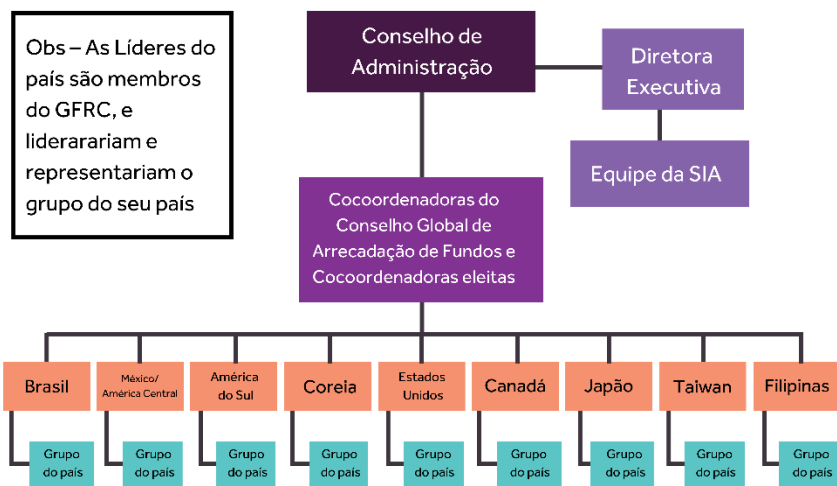 Obs – As Líderes do
país são membros
do GFRC, e
liderarariam e
representariam o
grupo do seu país
Conselho de
Administração
Diretora
Executiva
Equipe da SIA
Cocoordenadoras do
Conselho Global de
Arrecadação de Fundos e
Cocoordenadoras eleitas
Brasil
México/
América Central
América
do Sul
Coreia
Estados
Unidos
Canadá
Japão
Taiwan
Filipinas
Grupo
do país
Grupo
do país
Grupo
do país
Grupo
do país
Grupo
do país
Grupo
do país
Grupo
do país
Grupo
do país
Grupo
do país